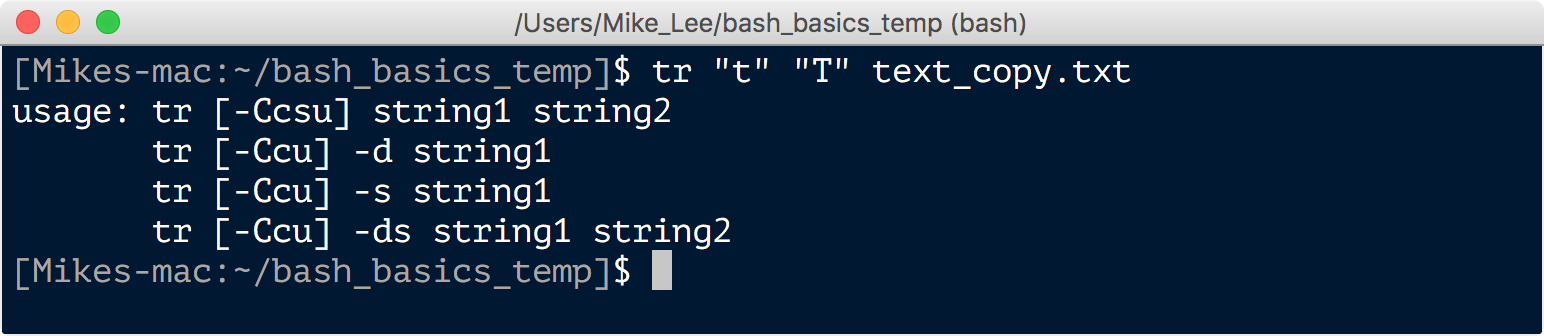 /Users/Mike_Lee/bash_basics_temp (bash)
[Mikes-mac:~/bash_basics_temp]$ tr "t" "T" text_copy.txt
usage: tr [-Ccsu] string1 string2
       tr [-Ccu] -d string1
       tr [-Ccu] -s string1
       tr [-Ccu] -ds string1 string2
[Mikes-mac:~/bash_basics_temp]$